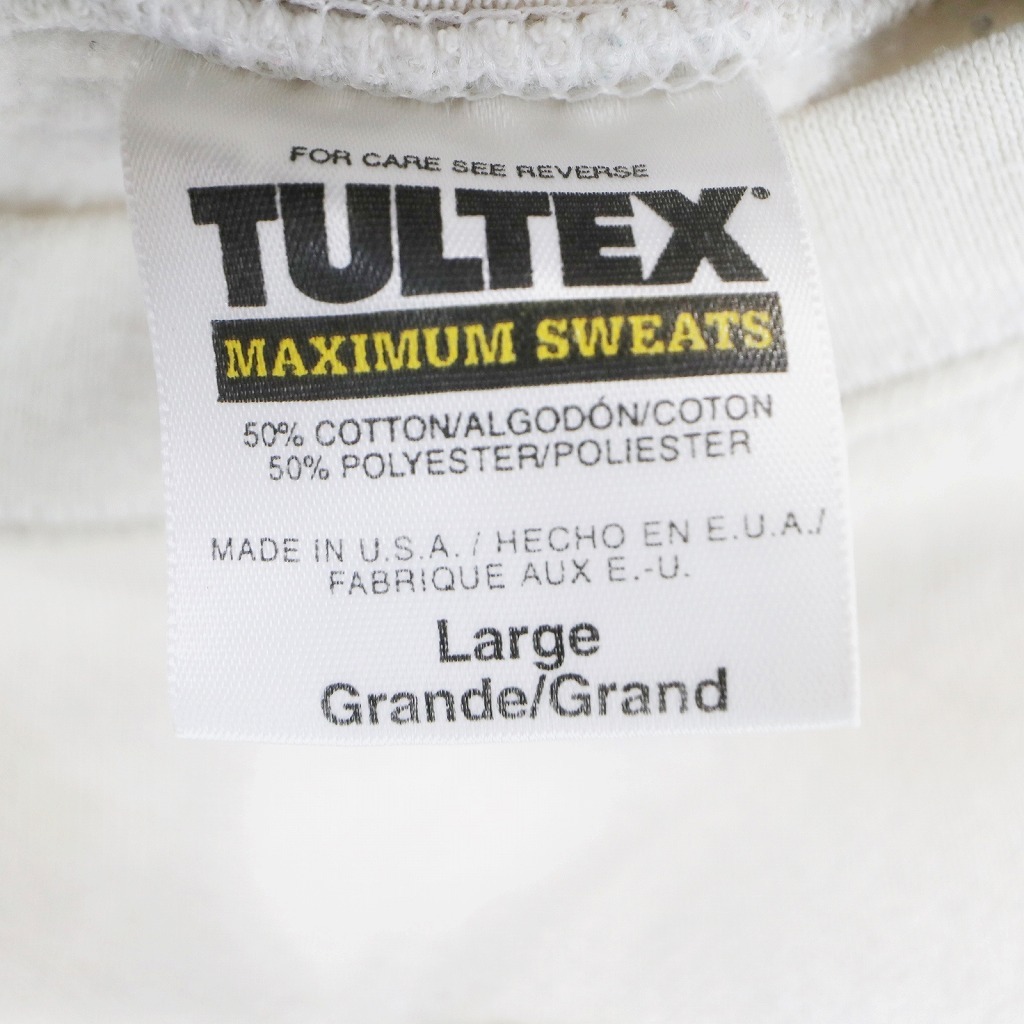 FOR CARE SEE REVERSE
TULTEX
MAXIMUM SWEATS
50% COTTON/ALGODÓN/COTON
50% POLYESTER/POLIESTER
MADE IN U.S.A. / HECHO EN E.U.A./
FABRIQUE AUX E.-U.
Large
Grande/Grand